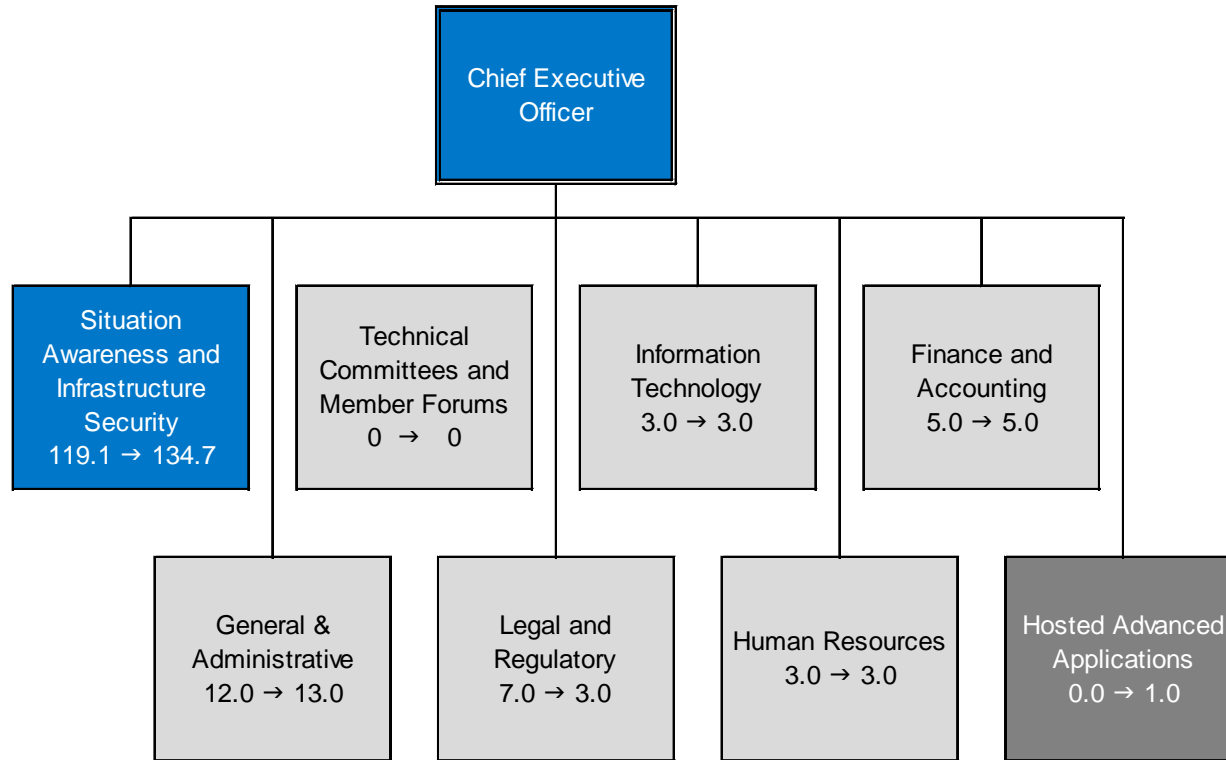 Chief Executive
Officer
Situation
Awareness and
Infrastructure
Security
119.1 → 134.7
Technical
Committees and
Member Forums
0 → 0
Information
Technology
3.0 → 3.0
Finance and
Accounting
5.0 → 5.0
General &
Administrative
12.0 → 13.0
Legal and
Regulatory
7.0 → 3.0
Human Resources
3.0 → 3.0
Hosted Advanced
Applications
0.0 → 1.0